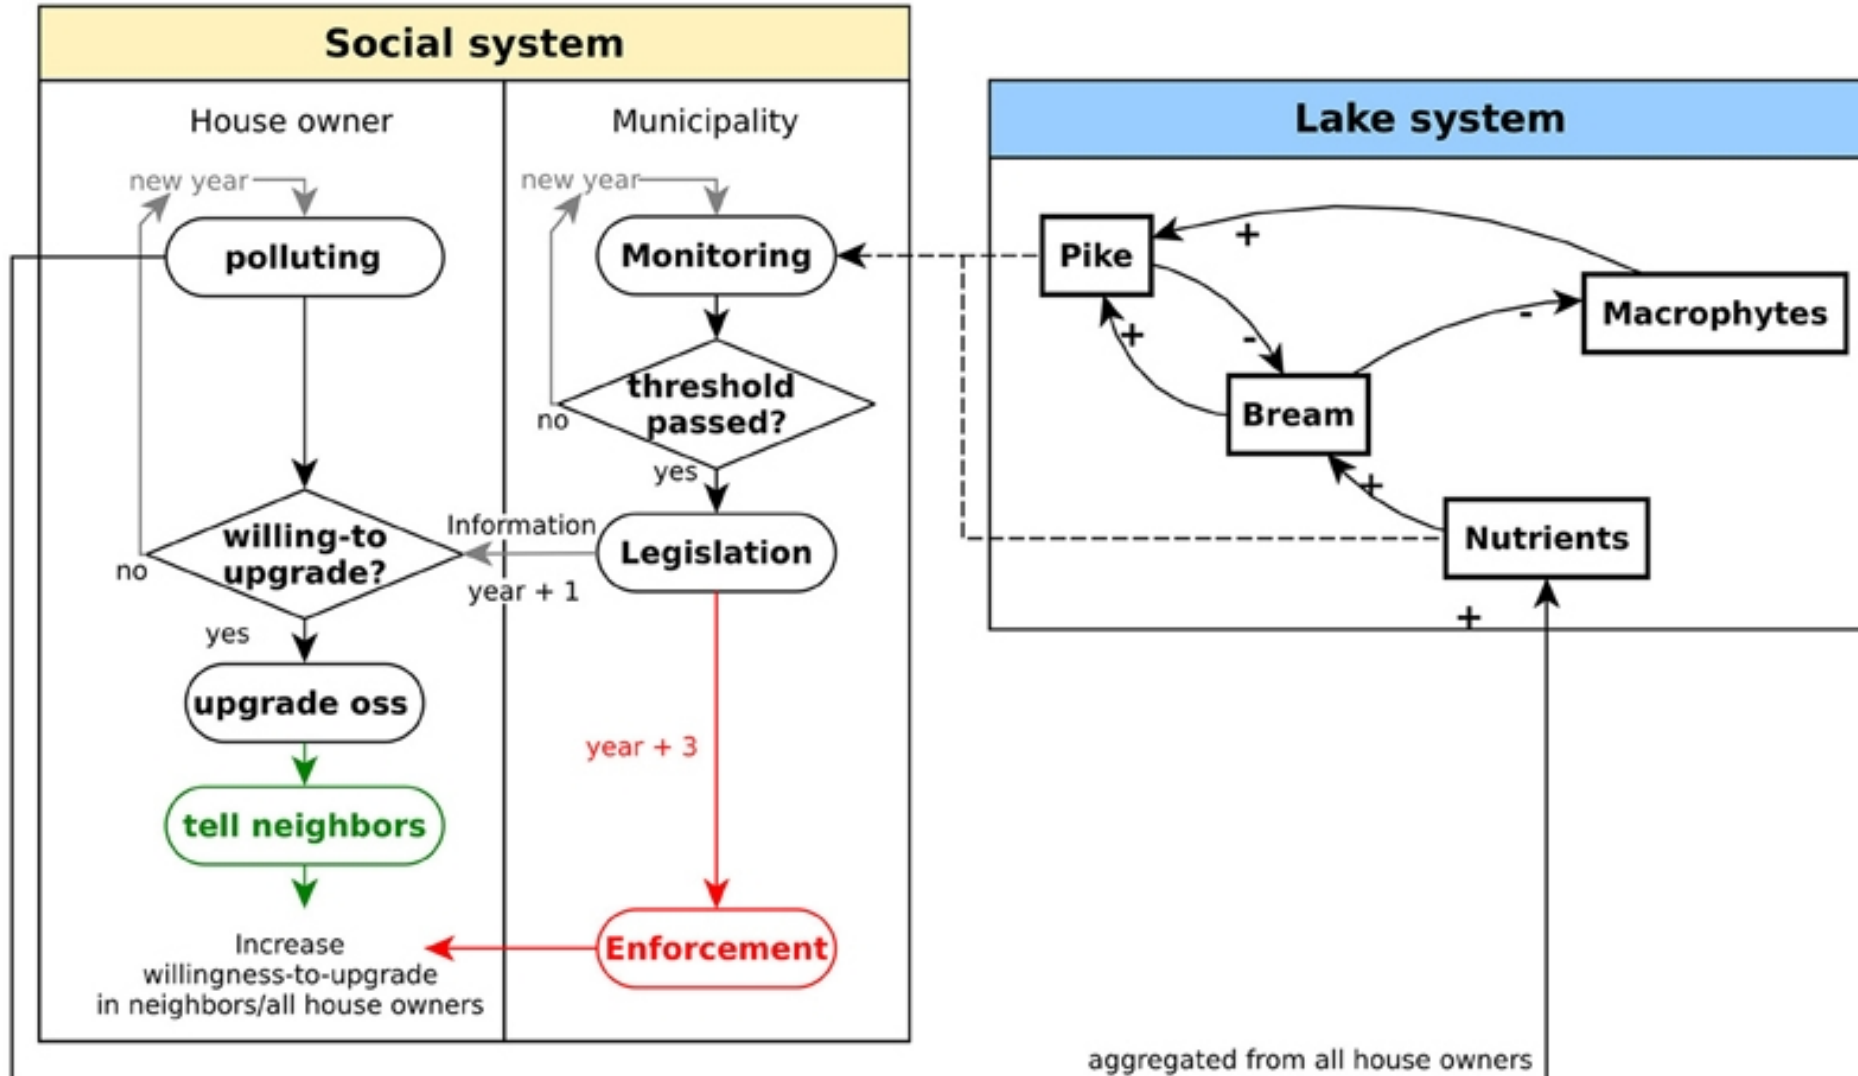 Social system
House owner
Municipality
new year
polluting
willing-to
upgrade?
no
yes
upgrade oss
tell neighbors
Increase
willingness-to-upgrade
in neighbors/all house owners
new year
Monitoring
threshold
passed?
no
yes
Information
year + 1
Legislation
year + 3
Enforcement
Lake system
Pike
+
Macrophytes
-
+
-
Bream
+
Nutrients
+
aggregated from all house owners